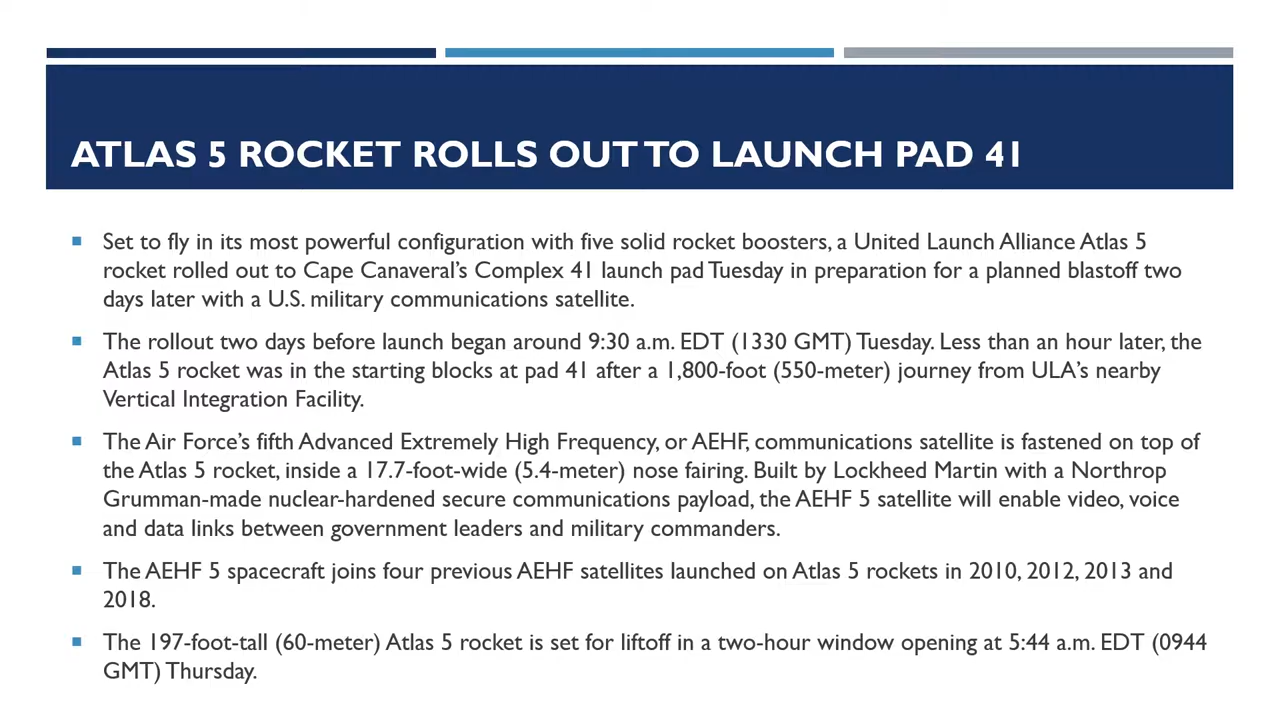 ATLAS 5 ROCKET ROLLS OUT TO LAUNCH PAD 41
Set to fly in its most powerful configuration with five solid rocket boosters, a United Launch Alliance Atlas 5
rocket rolled out to Cape Canaveral’s Complex 41 launch pad Tuesday in preparation for a planned blastoff two
days later with a U.S. military communications satellite.
The rollout two days before launch began around 9:30 a.m. EDT (1330 GMT) Tuesday. Less than an hour later, the
Atlas 5 rocket was in the starting blocks at pad 41 after a 1,800-foot (550-meter) journey from ULA’s nearby
Vertical Integration Facility.
The Air Force’s fifth Advanced Extremely High Frequency, or AEHF, communications satellite is fastened on top of
the Atlas 5 rocket, inside a 17.7-foot-wide (5.4-meter) nose fairing. Built by Lockheed Martin with a Northrop
Grumman-made nuclear-hardened secure communications payload, the AEHF 5 satellite will enable video, voice
and data links between government leaders and military commanders.
The AEHF 5 spacecraft joins four previous AEHF satellites launched on Atlas 5 rockets in 2010, 2012, 2013 and
2018.
The 197-foot-tall (60-meter) Atlas 5 rocket is set for liftoff in a two-hour window opening at 5:44 a.m. EDT (0944
GMT) Thursday.